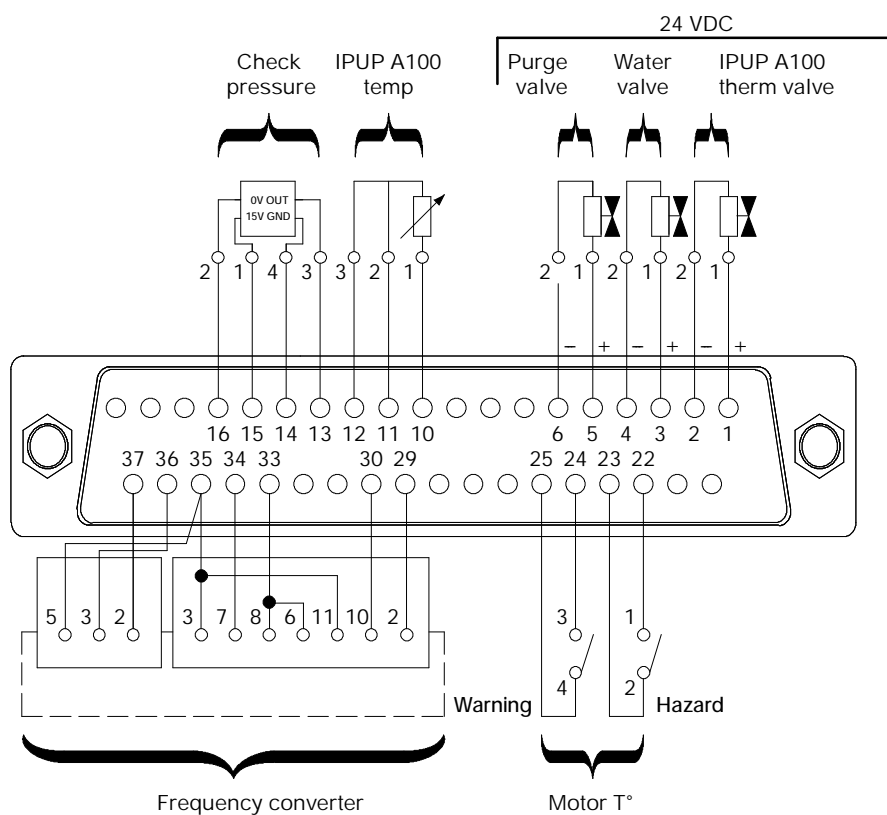 24 VDC
Check
pressure
IPUP A100
temp
Purge
valve
Water
valve
IPUP A100
therm valve
0V OUT
15V GND
2 1 4 3 3 2 1 2 1 2 1 2 1
− + − + − +
16 15 14 13 12 11 10 6 5 4 3 2 1
37 36 35 34 33 30 29 25 24 23 22
5 3 2 3 7 8 6 11 10 2 3 1
4 2
Warning
Hazard
Frequency converter
Motor T°